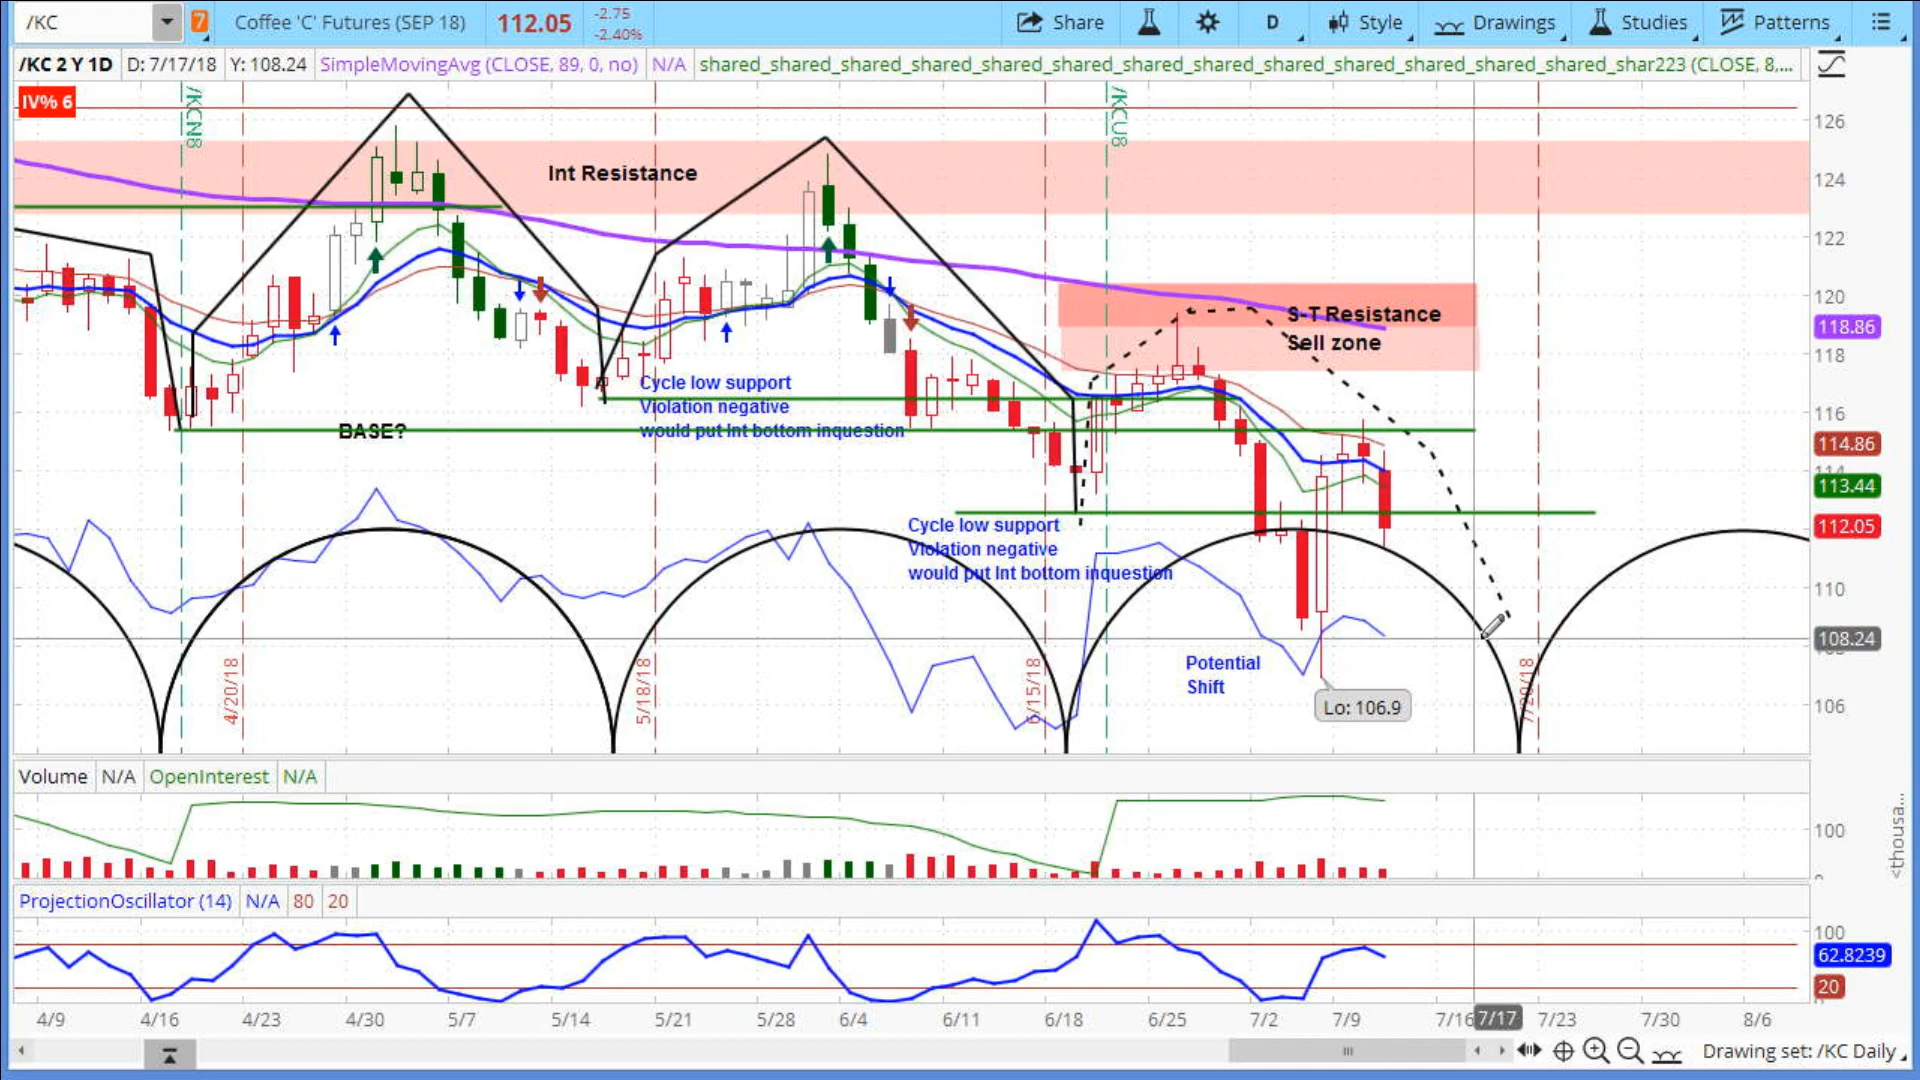 /KC
7
Coffee 'C' Futures (SEP 18)
112.05
-2.75
-2.40%
Share
D
Style
Drawings
Studies
Patterns
/KC 2 Y 1D
D: 7/17/18
Y: 108.24
SimpleMovingAvg (CLOSE, 89, 0, no)
N/A
shared_shared_shared_shared_shared_shared_shared_shared_shared_shared_shared_shared_shared_shar223 (CLOSE, 8,...
IV% 6
/KCN8
/KCU8
Int Resistance
S-T Resistance
Sell zone
Cycle low support
Violation negative
would put Int bottom inquestion
BASE?
Cycle low support
Violation negative
would put Int bottom inquestion
Potential
Shift
Lo: 106.9
4/20/18
5/18/18
6/15/18
7/20/18
126
124
122
120
118.86
118
116
114.86
114
113.44
112.05
110
108.24
106
Volume
N/A
OpenInterest
N/A
100
<thousa...
ProjectionOscillator (14)
N/A
80
20
100
62.8239
20
4/9
4/16
4/23
4/30
5/7
5/14
5/21
5/28
6/4
6/11
6/18
6/25
7/2
7/9
7/16
7/17
7/23
7/30
8/6
Drawing set: /KC Daily